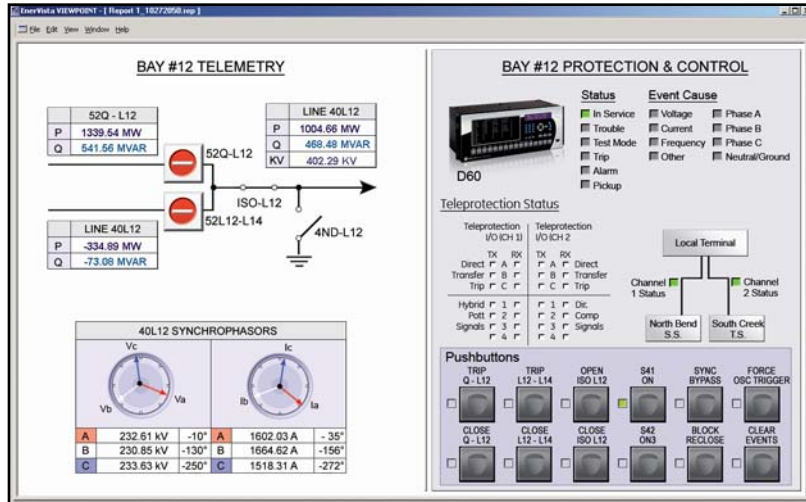 EnerVista VIEWPOINT - [ Report 1_10272050.rep ]
File Edit View Window Help
BAY #12 TELEMETRY
52Q - L12
P 1339.54 MW
Q 541.56 MVAR
LINE 40L12
P 1004.66 MW
Q 468.48 MVAR
KV 402.29 KV
52Q-L12
ISO-L12
52L12-L14
4ND-L12
LINE 40L12
P -334.89 MW
Q -73.08 MVAR
40L12 SYNCHROPHASORS
Vc
Vb
Va
Ic
Ib
Ia
A 232.61 kV -10° A 1602.03 A - 35°
B 230.85 kV -130° B 1664.62 A -156°
C 233.63 kV -250° C 1518.31 A -272°
BAY #12 PROTECTION & CONTROL
D60
Status Event Cause
In Service Voltage Phase A
Trouble Current Phase B
Test Mode Frequency Phase C
Trip Other Neutral/Ground
Alarm
Pickup
Teleprotection Status
Teleprotection Teleprotection
I/O (CH 1) I/O (CH 2
TX RX TX RX
Direct A A Direct
Transfer B B Transfer
Trip C C Trip
Hybrid 1 1 Dir.
Pott 2 2 Comp
Signals 3 3 Signals
4 4
Local Terminal
Channel 1 Status
Channel 2 Status
North Bend S.S.
South Creek T.S.
Pushbuttons
TRIP Q - L12
TRIP L12 - L14
OPEN ISO L12
S41 ON
SYNC BYPASS
FORCE OSC TRIGGER
CLOSE Q - L12
CLOSE L12 - L14
CLOSE ISO L12
S42 ON3
BLOCK RECLOSE
CLEAR EVENTS